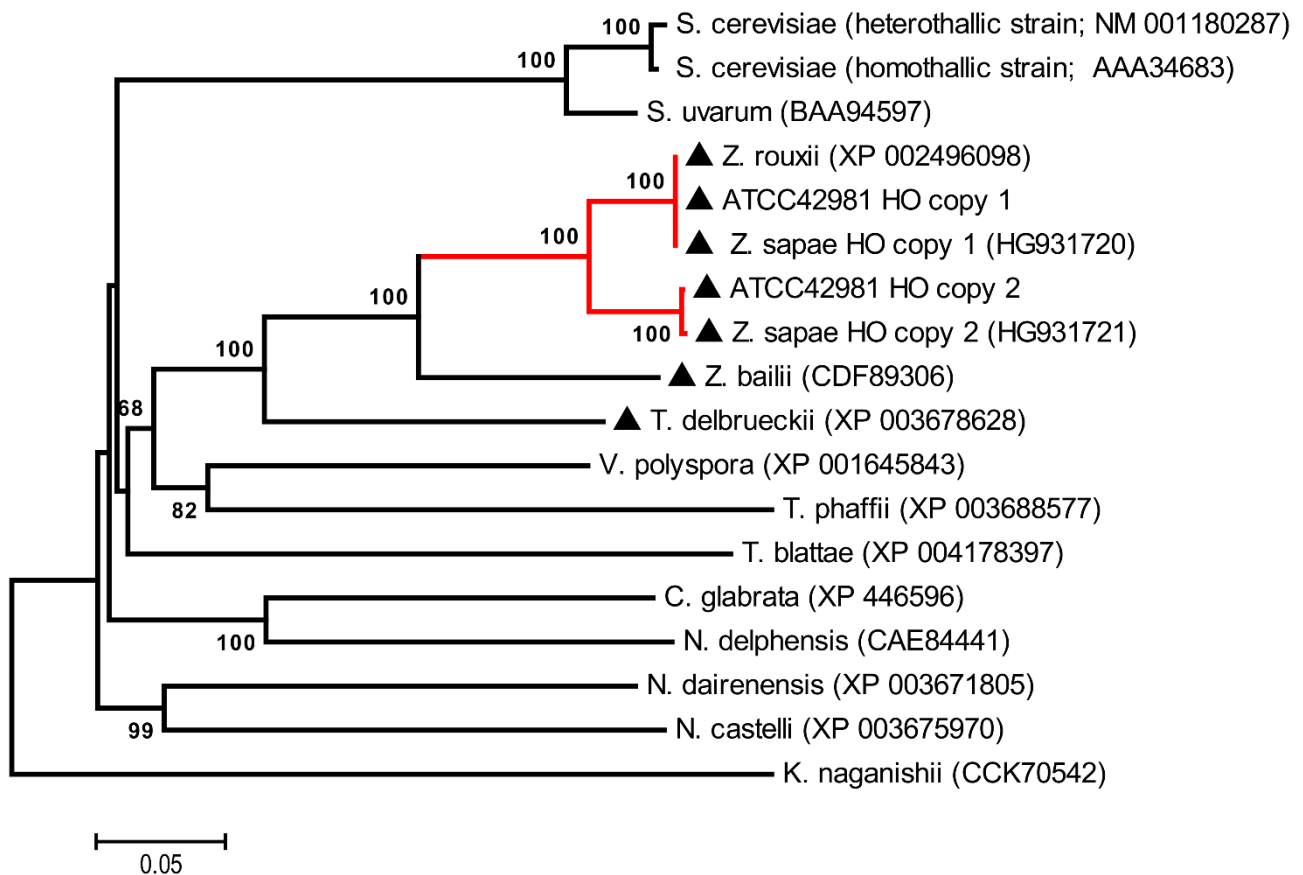 100 S. cerevisiae (heterothallic strain; NM 001180287)
100 S. cerevisiae (homothallic strain; AAA34683)
S. uvarum (BAA94597)
Z. rouxii (XP 002496098)
100 ATCC42981 HO copy 1
100 Z. sapae HO copy 1 (HG931720)
100 ATCC42981 HO copy 2
100 Z. sapae HO copy 2 (HG931721)
100 Z. bailii (CDF89306)
68 T. delbrueckii (XP 003678628)
V. polyspora (XP 001645843)
82 T. phaffii (XP 003688577)
T. blattae (XP 004178397)
C. glabrata (XP 446596)
100 N. delphensis (CAE84441)
N. dairenensis (XP 003671805)
99 N. castelli (XP 003675970)
K. naganishii (CCK70542)
0.05